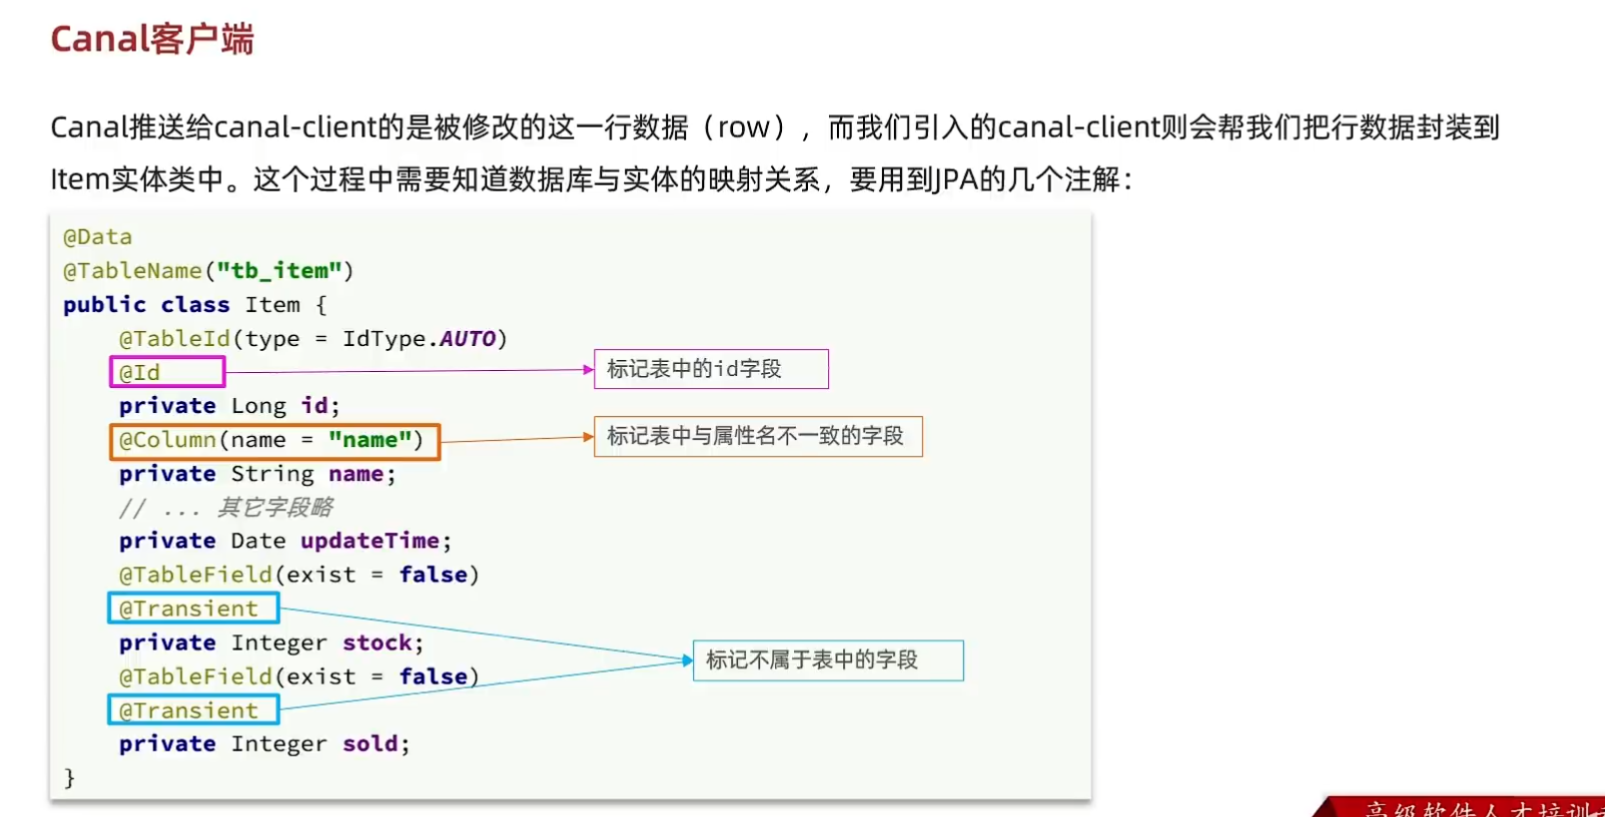 Canal客户端
Canal推送给canal-client的是被修改的这一行数据（row），而我们引入的canal-client则会帮我们把行数据封装到
Item实体类中。这个过程中需要知道数据库与实体的映射关系，要用到JPA的几个注解：
@Data
@TableName("tb_item")
public class Item {
@TableId(type = IdType.AUTO)
@Id
标记表中的id字段
private Long id;
@Column(name = "name")
标记表中与属性名不一致的字段
private String name;
// ... 其它字段略
private Date updateTime;
@TableField(exist = false)
@Transient
private Integer stock;
标记不属于表中的字段
@TableField(exist = false)
@Transient
private Integer sold;
}
高级软件人才培训